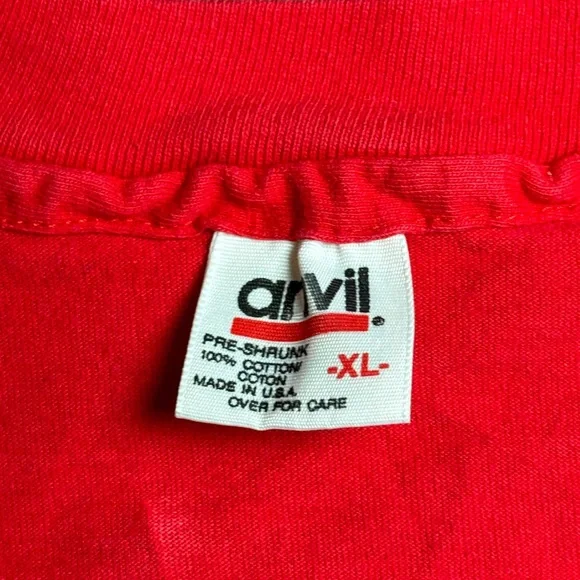 anvil®
PRE-SHRUNK
100% COTTON/
COTON
-XL-
MADE IN U.S.A.
OVER FOR CARE